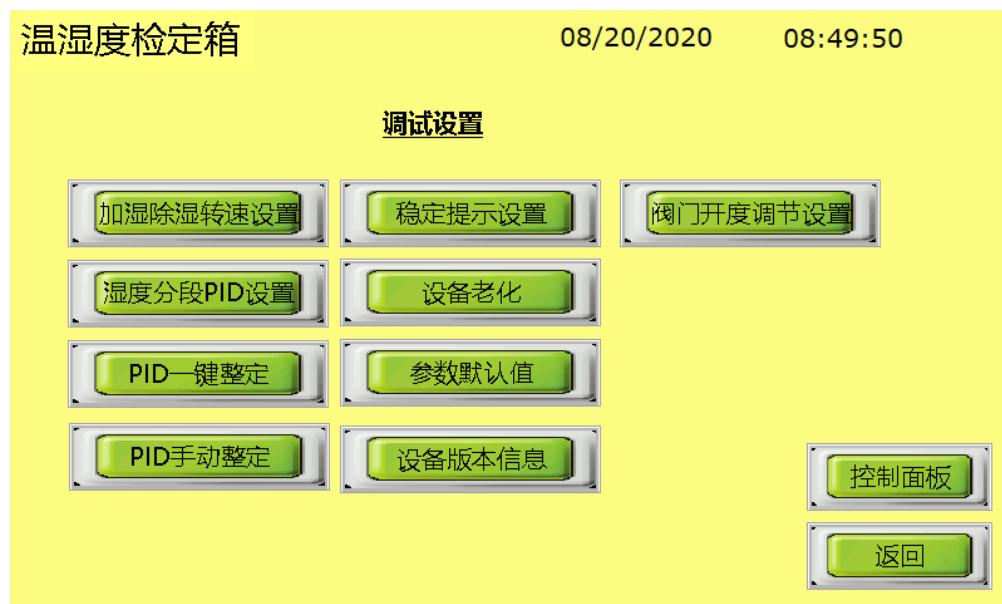 温湿度检定箱 08/20/2020 08:49:50
调试设置
加湿除湿转速设置 稳定提示设置 阀门开度调节设置
湿度分段PID设置 设备老化
PID一键整定 参数默认值
PID手动整定 设备版本信息
控制面板
返回